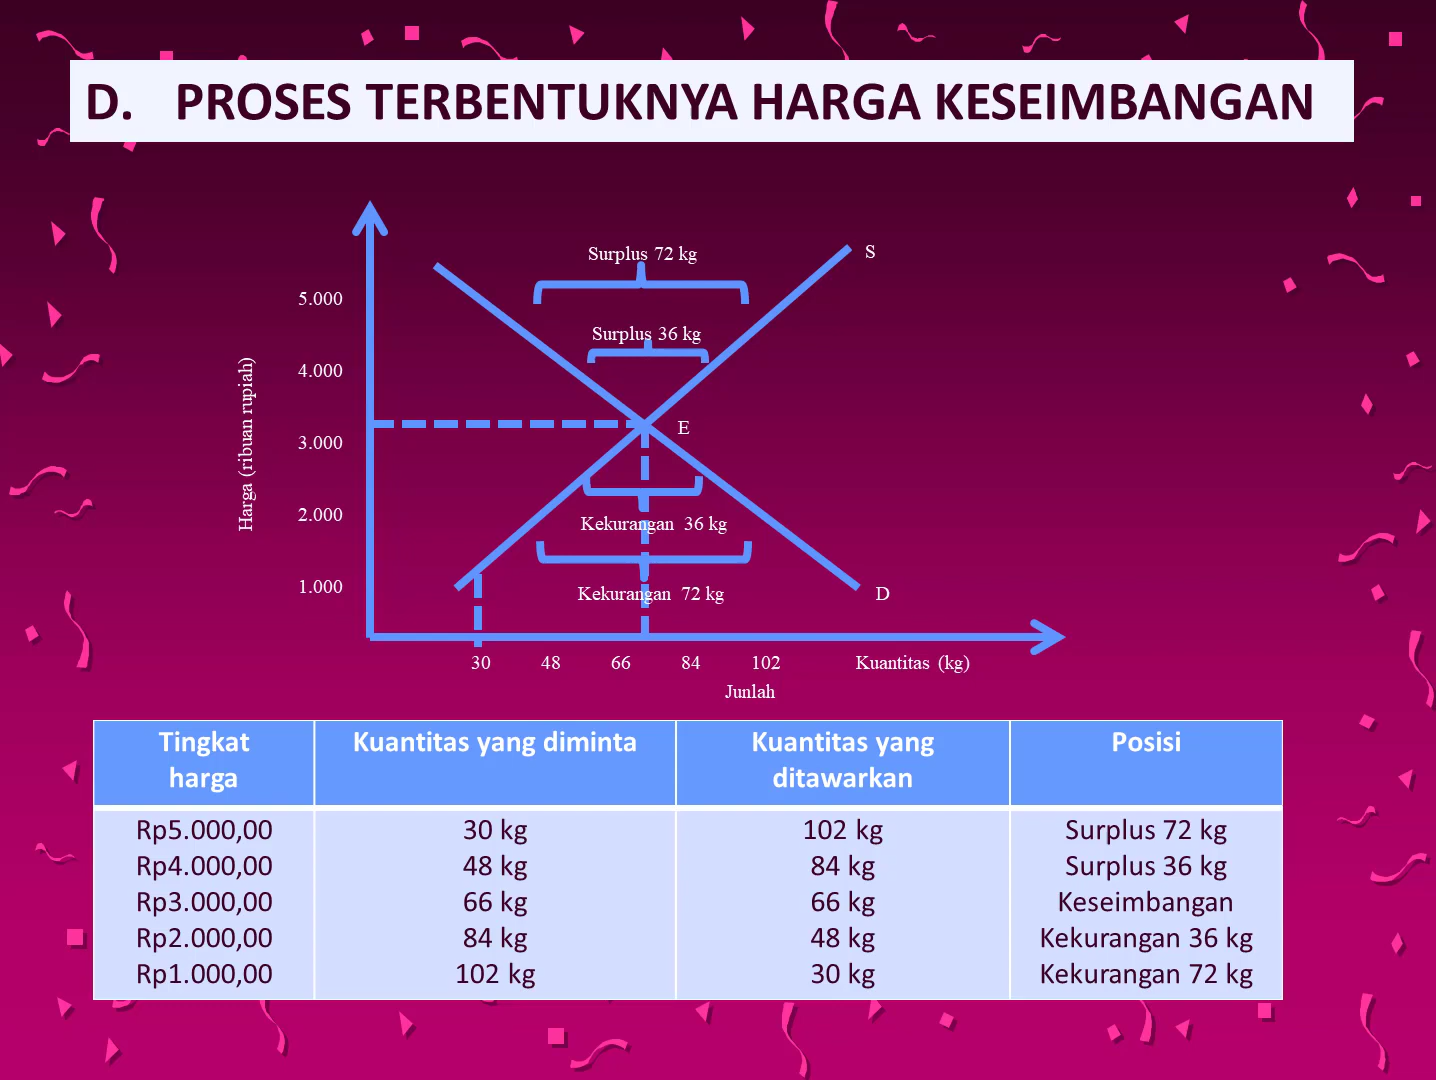 D. PROSES TERBENTUKNYA HARGA KESEIMBANGAN
Surplus 72 kg
S
5.000
Surplus 36 kg
4.000
Harga (ribuan rupiah)
E
3.000
2.000
Kekurangan 36 kg
1.000
Kekurangan 72 kg
D
30 48 66 84 102 Kuantitas (kg)
Junlah
Tingkat harga Kuantitas yang diminta Kuantitas yang ditawarkan Posisi
Rp5.000,00 30 kg 102 kg Surplus 72 kg
Rp4.000,00 48 kg 84 kg Surplus 36 kg
Rp3.000,00 66 kg 66 kg Keseimbangan
Rp2.000,00 84 kg 48 kg Kekurangan 36 kg
Rp1.000,00 102 kg 30 kg Kekurangan 72 kg